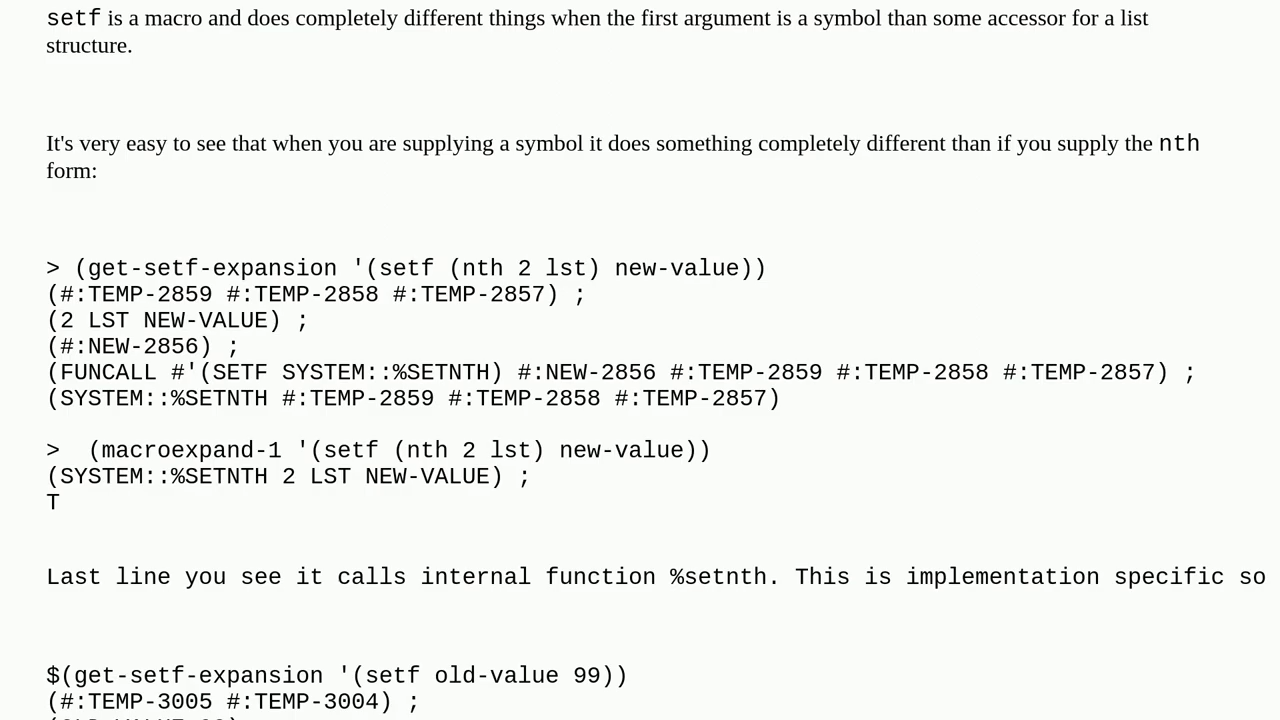 setf is a macro and does completely different things when the first argument is a symbol than some accessor for a list
structure.
It's very easy to see that when you are supplying a symbol it does something completely different than if you supply the nth
form:
> (get-setf-expansion '(setf (nth 2 lst) new-value))
(#:TEMP-2859 #:TEMP-2858 #:TEMP-2857) ;
(2 LST NEW-VALUE) ;
(#:NEW-2856) ;
(FUNCALL #'(SETF SYSTEM::%SETNTH) #:NEW-2856 #:TEMP-2859 #:TEMP-2858 #:TEMP-2857) ;
(SYSTEM::%SETNTH #:TEMP-2859 #:TEMP-2858 #:TEMP-2857)
>  (macroexpand-1 '(setf (nth 2 lst) new-value))
(SYSTEM::%SETNTH 2 LST NEW-VALUE) ;
T
Last line you see it calls internal function %setnth. This is implementation specific so
$(get-setf-expansion '(setf old-value 99))
(#:TEMP-3005 #:TEMP-3004) ;